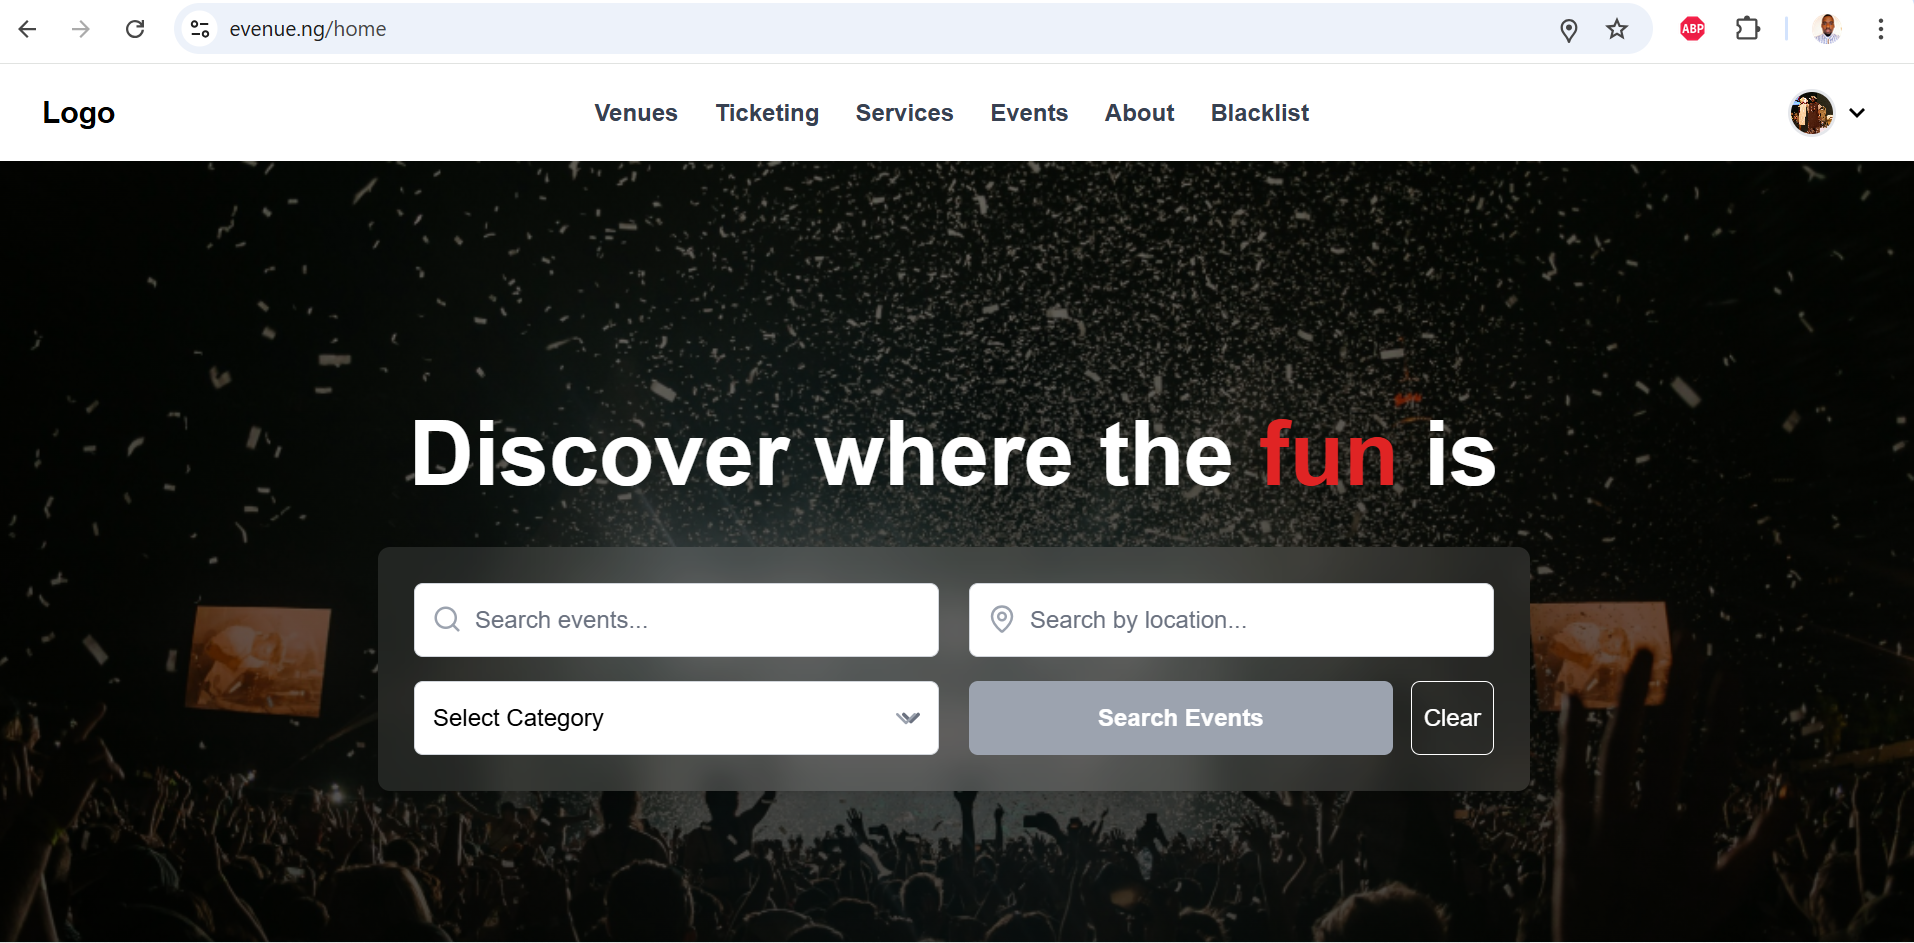 evenue.ng/home
ABP
Logo
Venues Ticketing Services Events About Blacklist
Discover where the fun is
Search events...
Search by location...
Select Category
Search Events
Clear